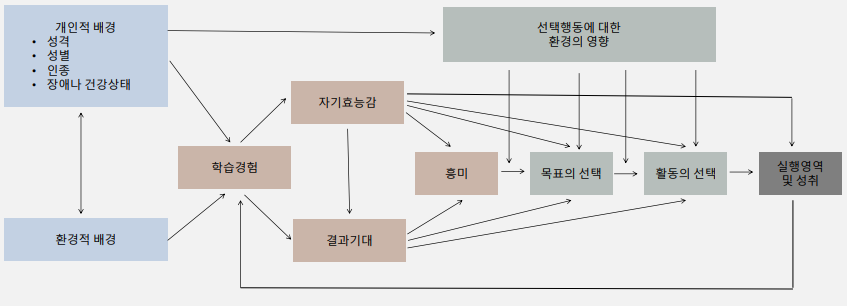 개인적 배경
• 성격
• 성별
• 인종
• 장애나 건강상태
선택행동에 대한
환경의 영향
자기효능감
학습경험
흥미
목표의 선택
활동의 선택
실행영역
및 성취
환경적 배경
결과기대